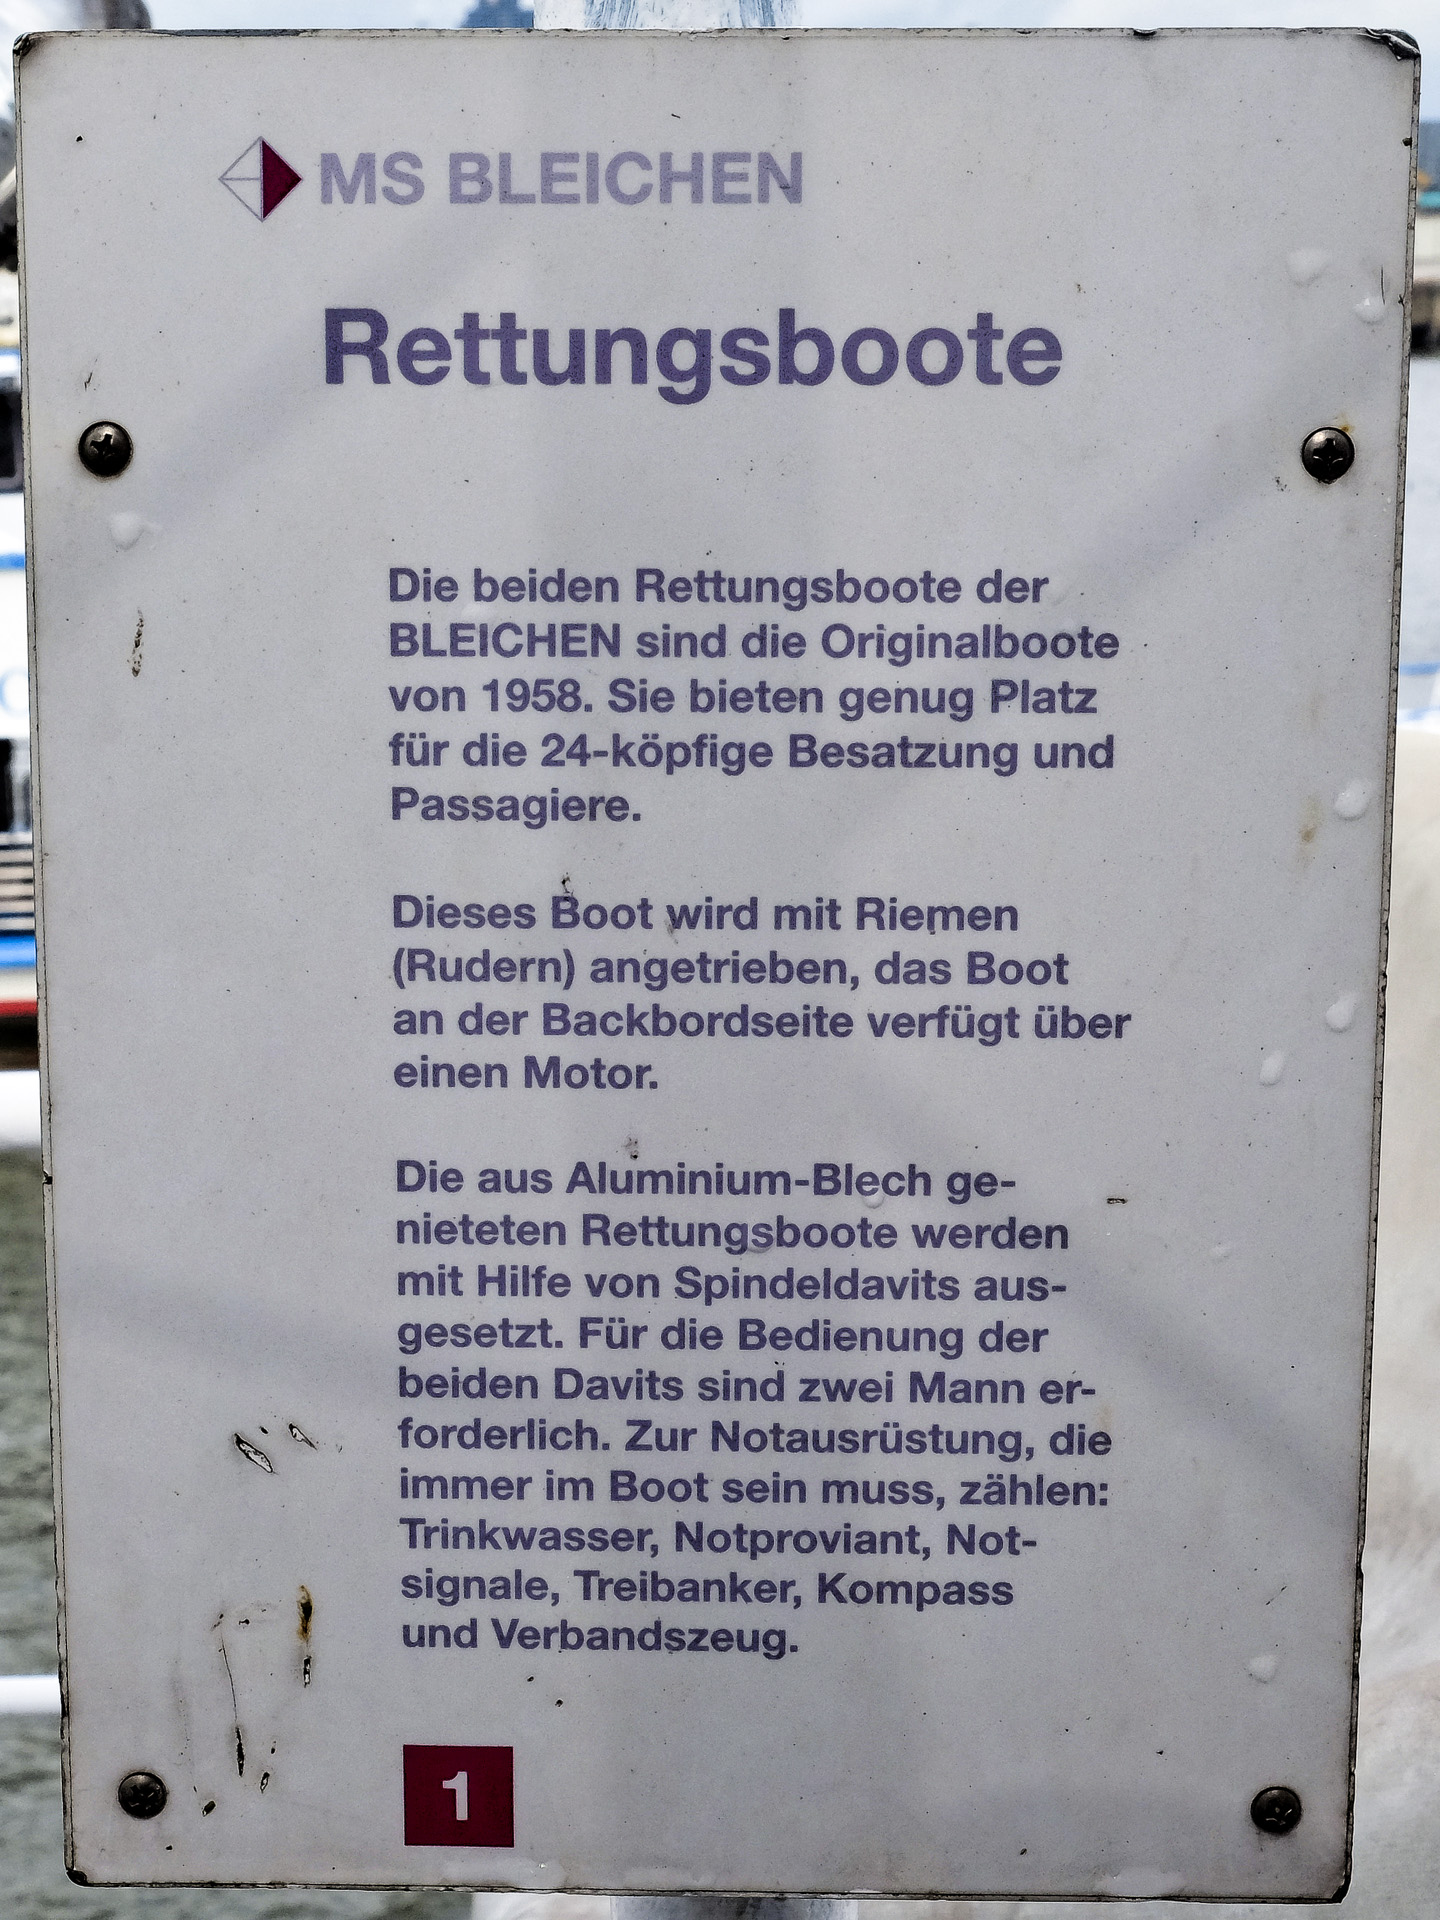 MS BLEICHEN
Rettungsboote
Die beiden Rettungsboote der
BLEICHEN sind die Originalboote
von 1958. Sie bieten genug Platz
für die 24-köpfige Besatzung und
Passagiere.
Dieses Boot wird mit Riemen
(Rudern) angetrieben, das Boot
an der Backbordseite verfügt über
einen Motor.
Die aus Aluminium-Blech ge-
nieteten Rettungsboote werden
mit Hilfe von Spindeldavits aus-
gesetzt. Für die Bedienung der
beiden Davits sind zwei Mann er-
forderlich. Zur Notausrüstung, die
immer im Boot sein muss, zählen:
Trinkwasser, Notproviant, Not-
signale, Treibanker, Kompass
und Verbandszeug.
1